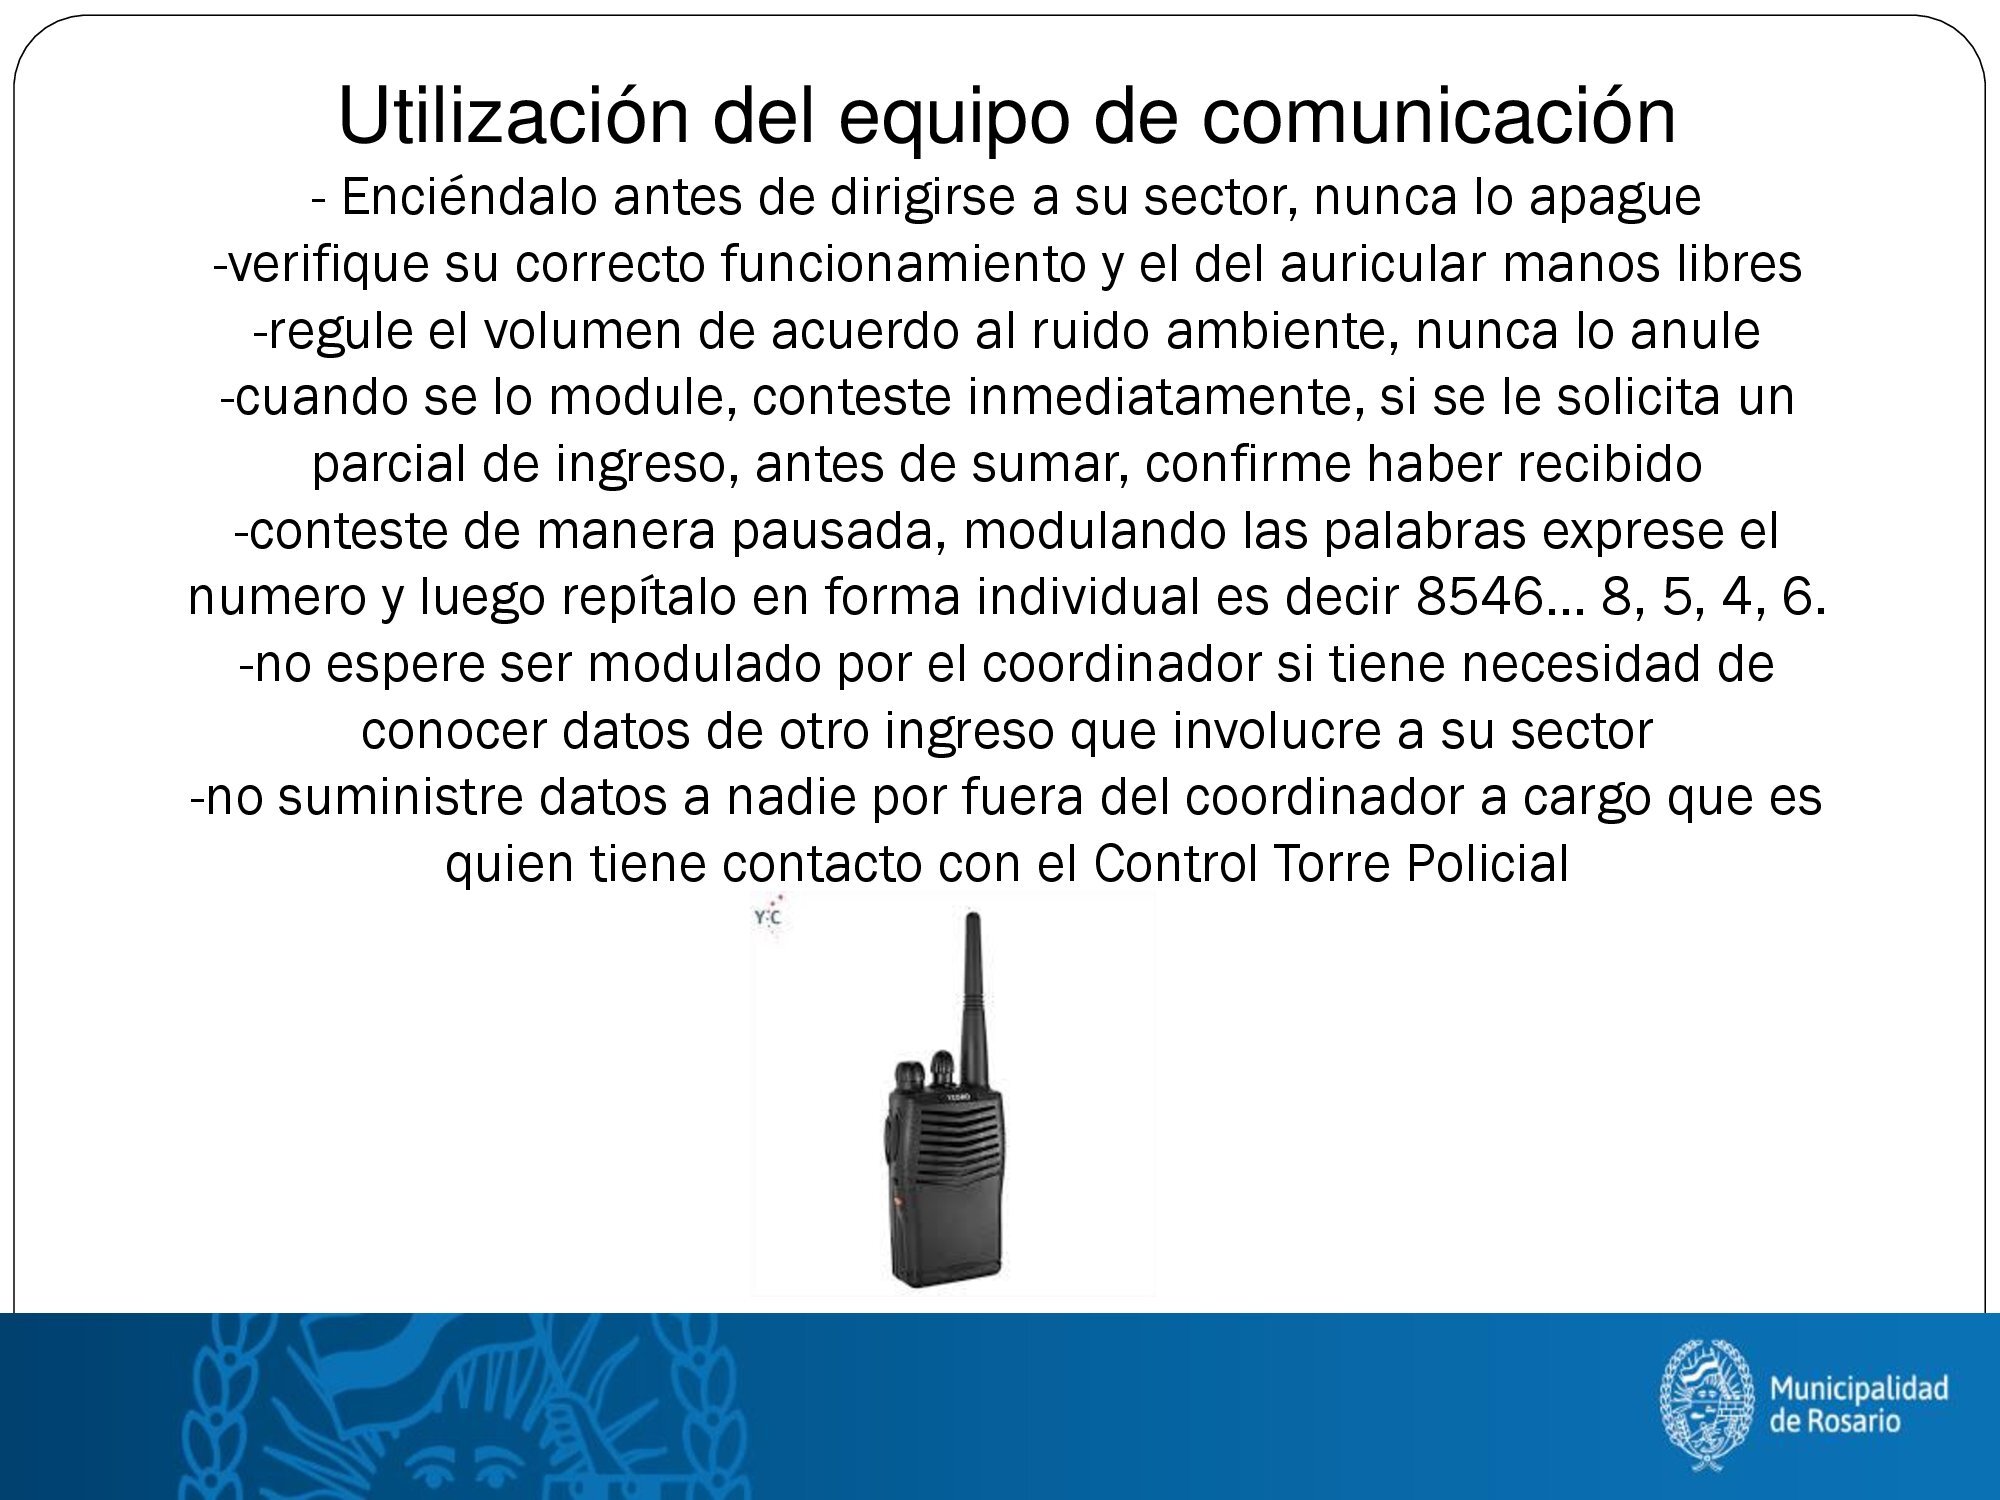 Utilización del equipo de comunicación
- Enciéndalo antes de dirigirse a su sector, nunca lo apague
-verifique su correcto funcionamiento y el del auricular manos libres
-regule el volumen de acuerdo al ruido ambiente, nunca lo anule
-cuando se lo module, conteste inmediatamente, si se le solicita un
parcial de ingreso, antes de sumar, confirme haber recibido
-conteste de manera pausada, modulando las palabras exprese el
numero y luego repítalo en forma individual es decir 8546... 8, 5, 4, 6.
-no espere ser modulado por el coordinador si tiene necesidad de
conocer datos de otro ingreso que involucre a su sector
-no suministre datos a nadie por fuera del coordinador a cargo que es
quien tiene contacto con el Control Torre Policial
Y:C
Municipalidad
de Rosario